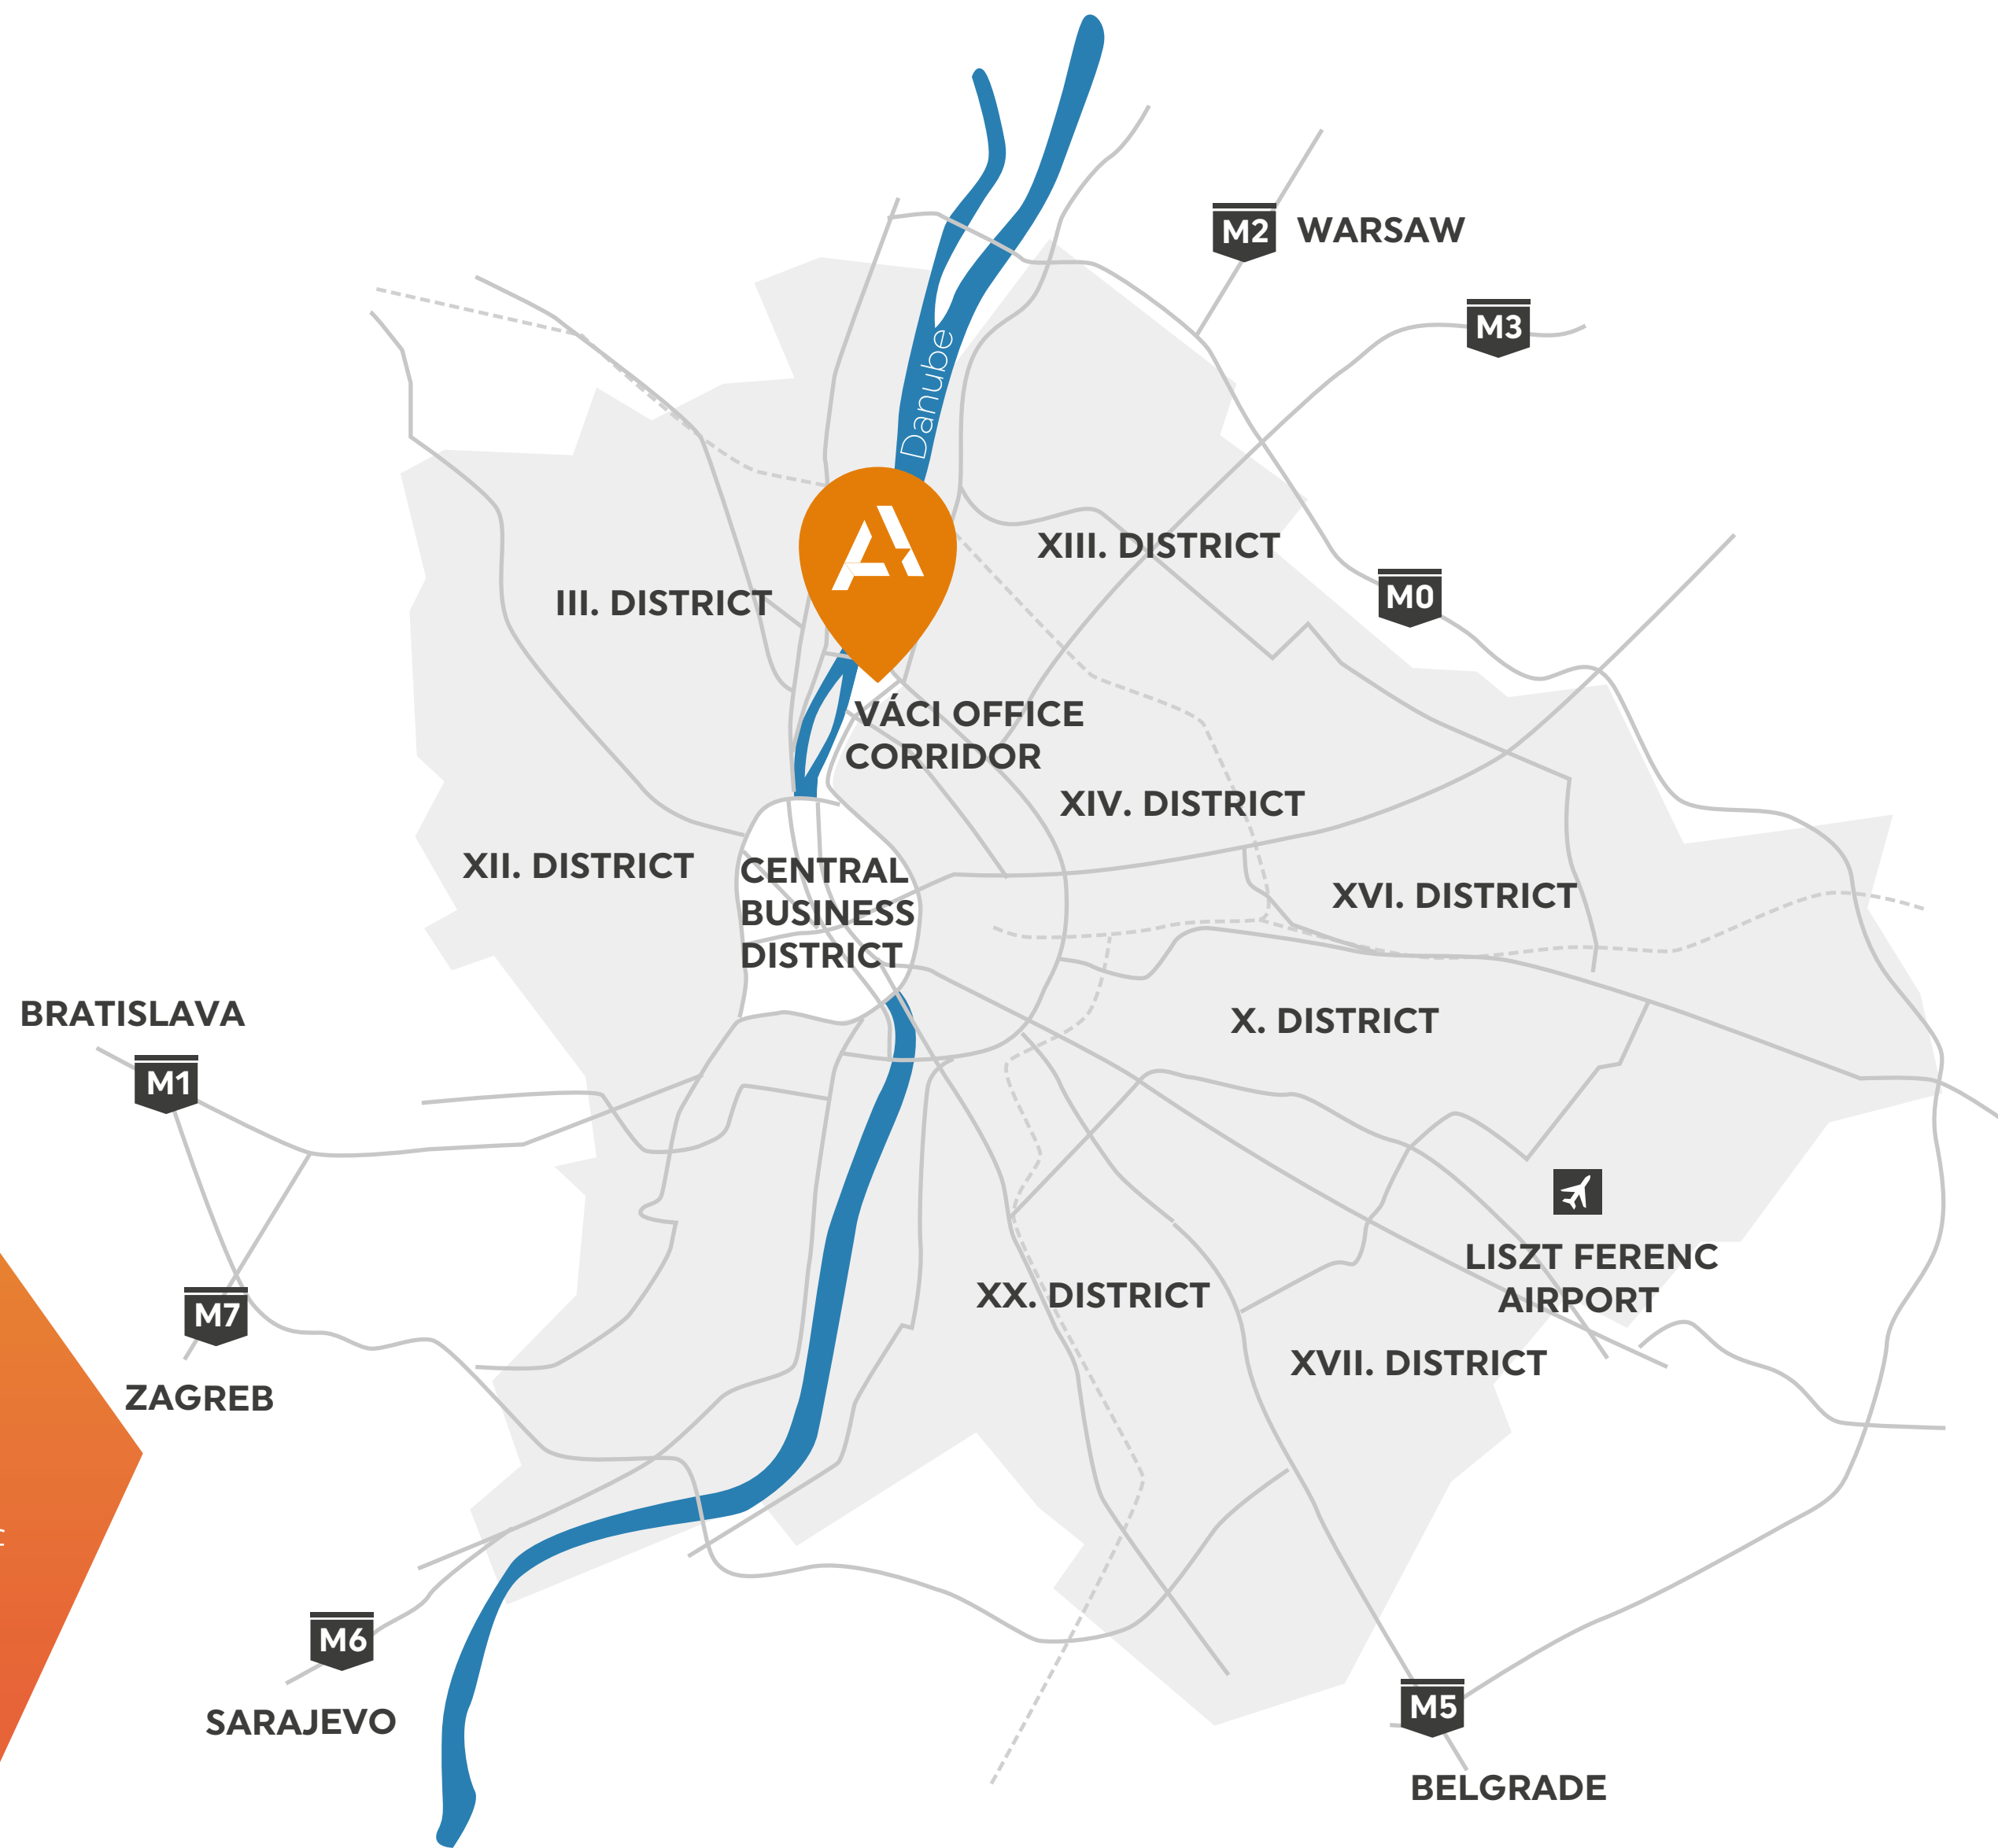 M2 WARSAW
M3
Danube
XIII. DISTRICT
M0
III. DISTRICT
VÁCI OFFICE
CORRIDOR
XIV. DISTRICT
XII. DISTRICT
CENTRAL
BUSINESS
DISTRICT
XVI. DISTRICT
BRATISLAVA
M1
X. DISTRICT
LISZT FERENC
AIRPORT
XX. DISTRICT
M7
XVII. DISTRICT
ZAGREB
M6
SARAJEVO
M5
BELGRADE